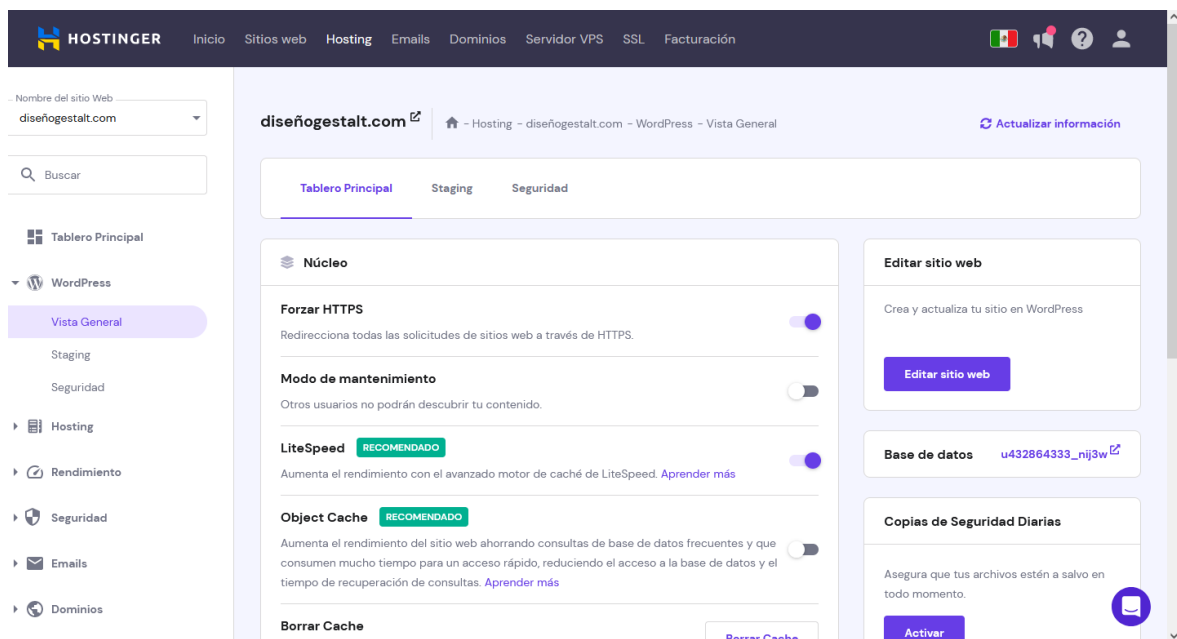 HOSTINGER
Inicio Sitios web Hosting Emails Dominios Servidor VPS SSL Facturación
Nombre del sitio Web
diseñogestalt.com
Buscar
Tablero Principal
WordPress
Vista General
Staging
Seguridad
Hosting
Rendimiento
Seguridad
Emails
Dominios
diseñogestalt.com
- Hosting - diseñogestalt.com - WordPress - Vista General
Actualizar información
Tablero Principal Staging Seguridad
Núcleo
Forzar HTTPS
Redirecciona todas las solicitudes de sitios web a través de HTTPS.
Modo de mantenimiento
Otros usuarios no podrán descubrir tu contenido.
LiteSpeed RECOMENDADO
Aumenta el rendimiento con el avanzado motor de caché de LiteSpeed. Aprender más
Object Cache RECOMENDADO
Aumenta el rendimiento del sitio web ahorrando consultas de base de datos frecuentes y que
consumen mucho tiempo para un acceso rápido, reduciendo el acceso a la base de datos y el
tiempo de recuperación de consultas. Aprender más
Borrar Cache
Borrar Cache
Editar sitio web
Crea y actualiza tu sitio en WordPress
Editar sitio web
Base de datos u432864333_nij3w
Copias de Seguridad Diarias
Asegura que tus archivos estén a salvo en
todo momento.
Activar